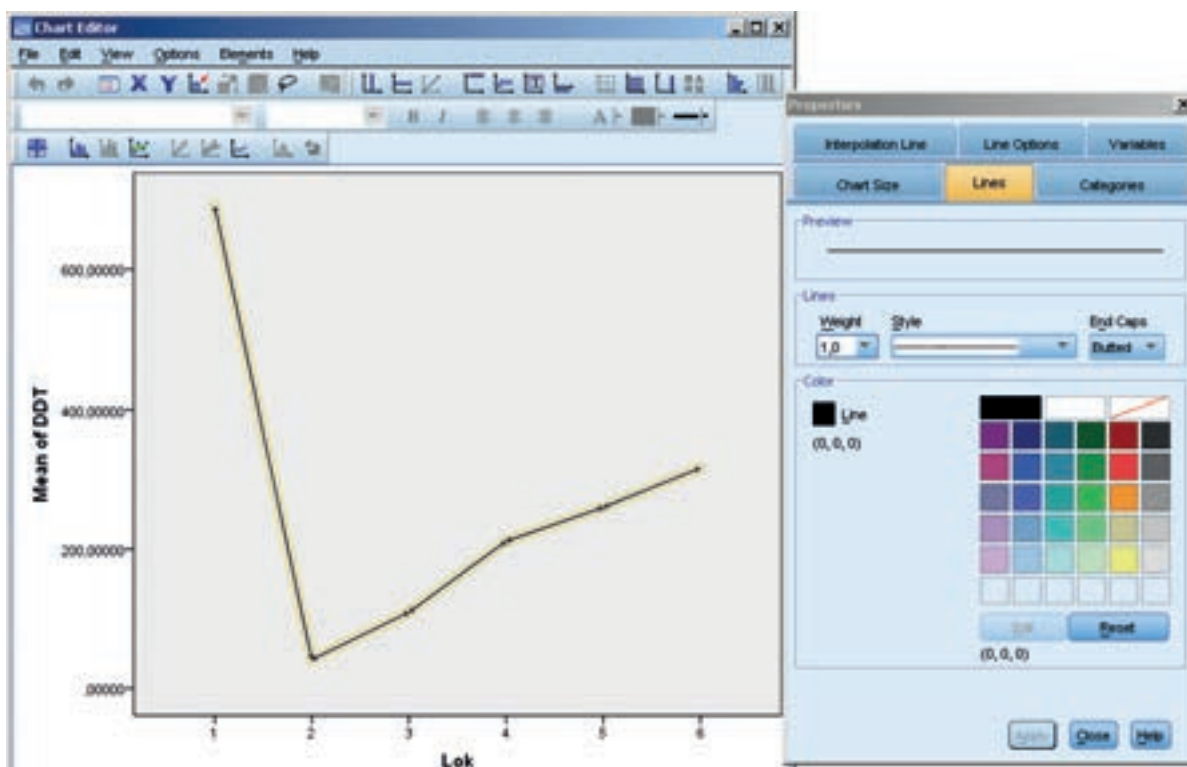 Chart Editor
File Edit View Options Elements Help
X Y
B I
A
600,00000
400,00000
200,00000
,00000
Mean of DDT
1 2 3 4 5 6
Lok
Properties
Interpolation Line Line Options Variables
Chart Size Lines Categories
Preview
Lines
Weight Style End Caps
1,0 Butted
Color
Line
(0, 0, 0)
Reset
(0, 0, 0)
Apply Close Help